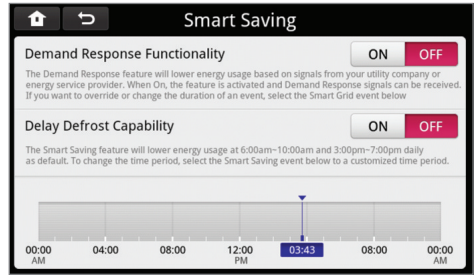 Smart Saving
Demand Response Functionality
ON OFF
The Demand Response feature will lower energy usage based on signals from your utility company or
energy service provider. When On, the feature is activated and Demand Response signals can be received.
If you want to override or change the duration of an event, select the Smart Grid event below
Delay Defrost Capability
ON OFF
The Smart Saving feature will lower energy usage at 6:00am~10:00am and 3:00pm~7:00pm daily
as default. To change the time period, select the Smart Saving event below to a customized time period.
00:00 04:00 08:00 12:00 03:43 08:00 00:00
AM PM AM